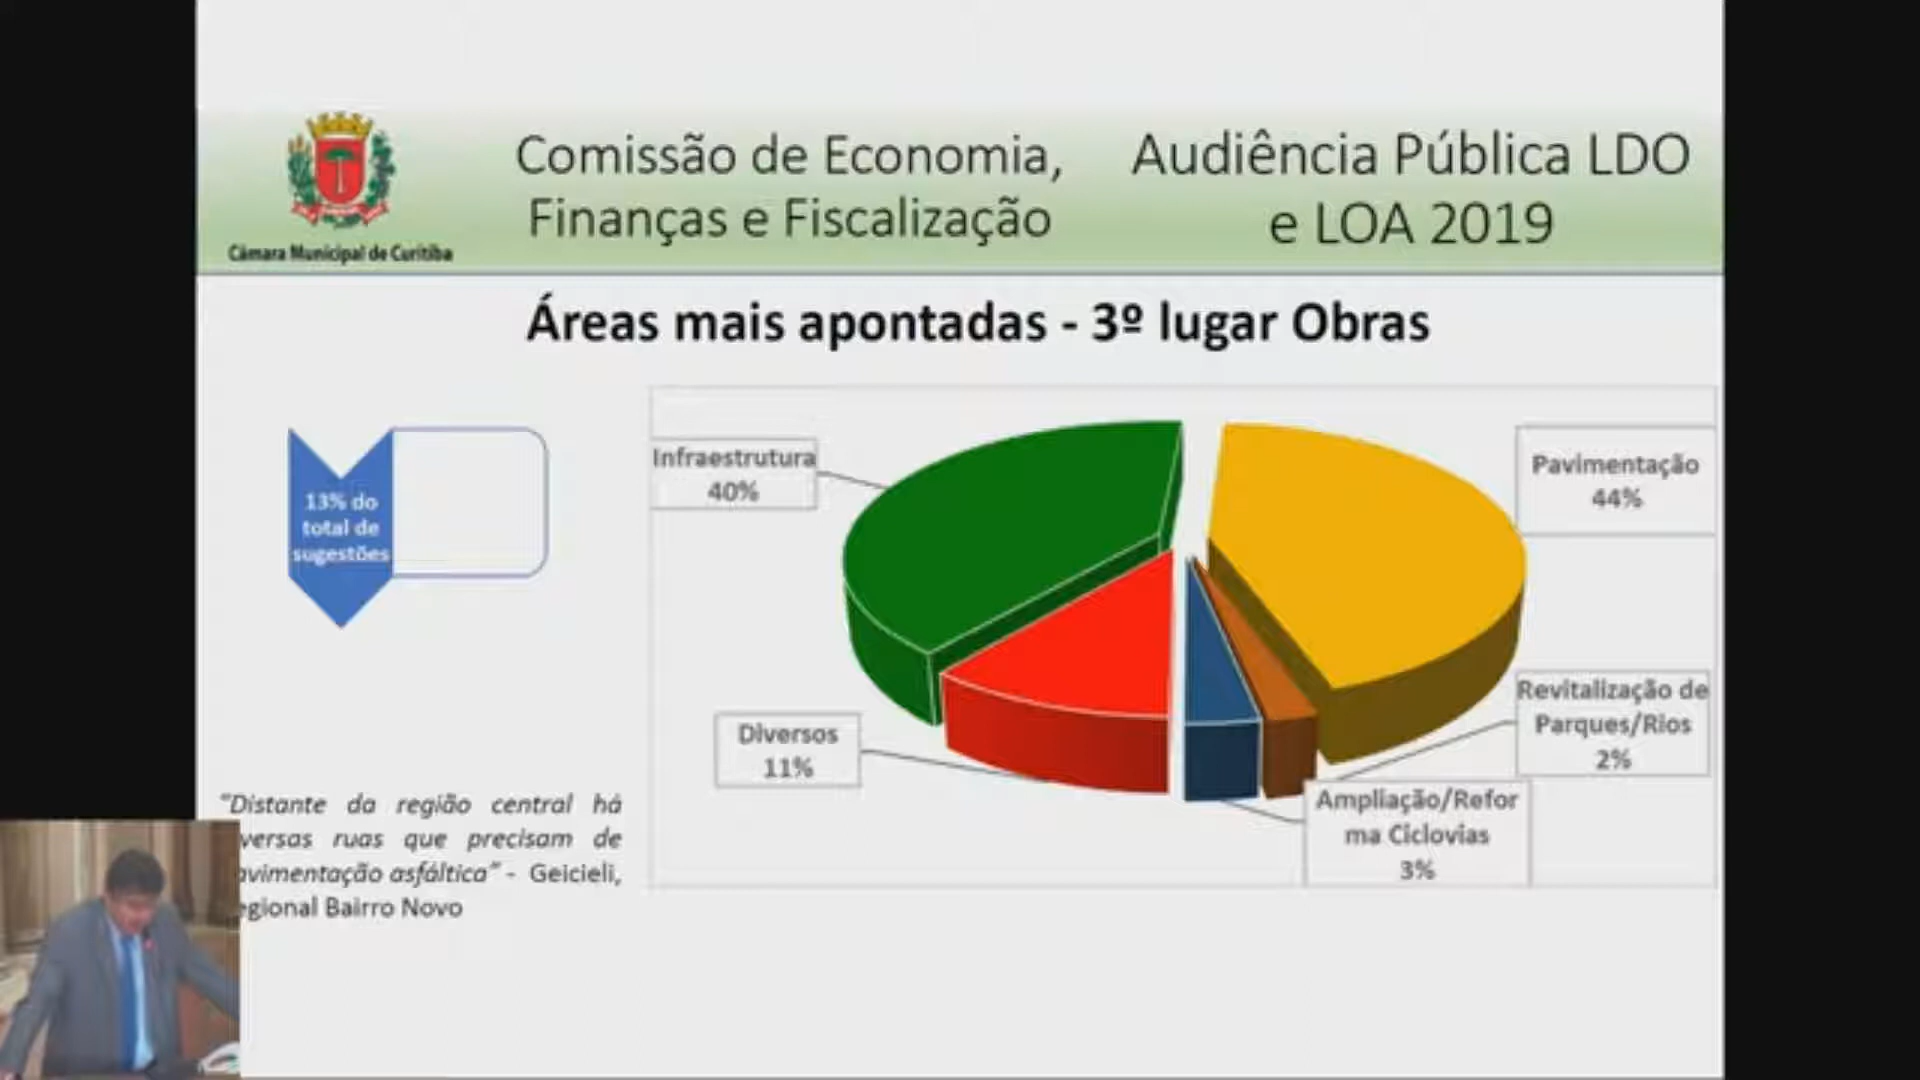 Câmara Municipal de Curitiba
Comissão de Economia,
Finanças e Fiscalização
Audiência Pública LDO
e LOA 2019
Áreas mais apontadas - 3º lugar Obras
13% do
total de
sugestões
Infraestrutura
40%
Pavimentação
44%
Diversos
11%
Revitalização de
Parques/Rios
2%
Ampliação/Refor
ma Ciclovias
3%
"Distante da região central há
versas ruas que precisam de
avimentação asfáltica" - Geicieli,
egional Bairro Novo